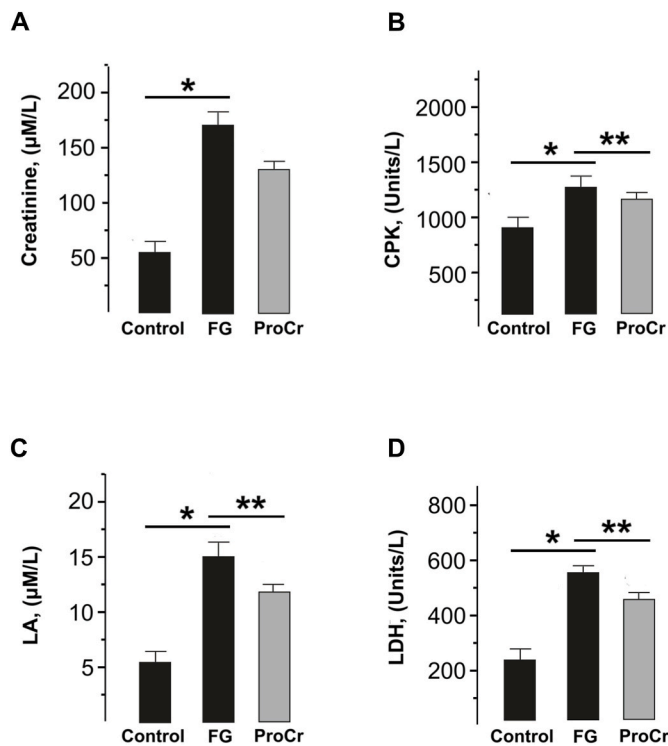 A
Creatinine, (µM/L)
200
150
100
50
*
Control FG ProCr
B
CPK, (Units/L)
2000
1500
1000
500
* **
Control FG ProCr
C
LA, (µM/L)
20
15
10
5
* **
Control FG ProCr
D
LDH, (Units/L)
800
600
400
200
* **
Control FG ProCr